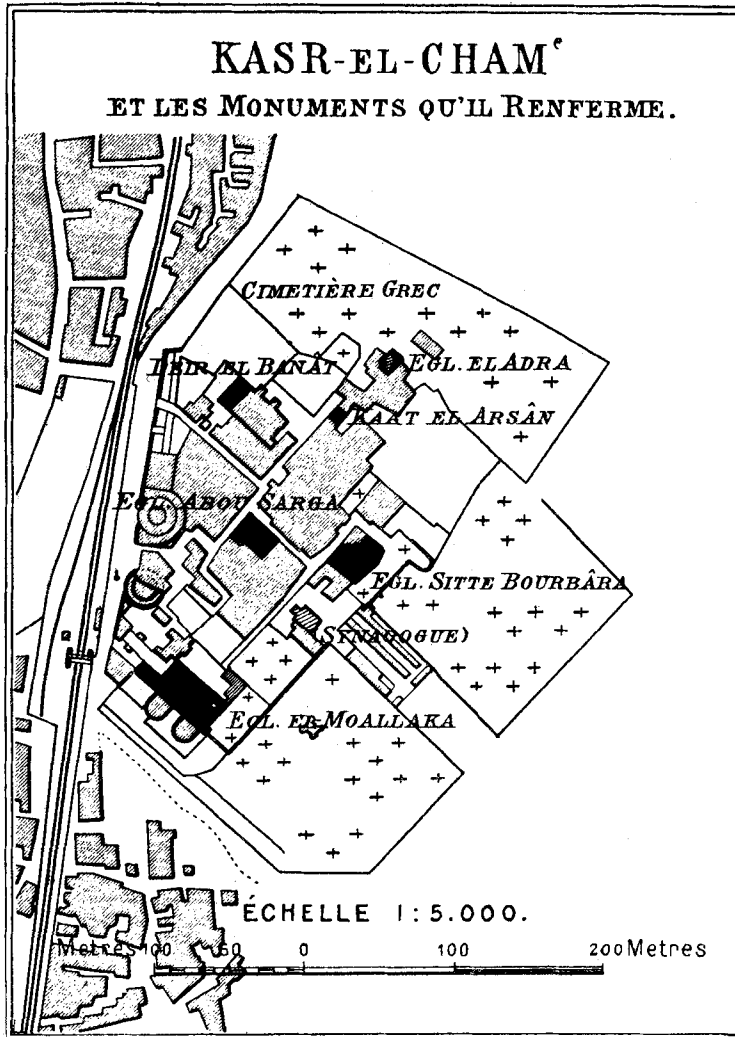 KASR-EL-CHAMᵉ
ET LES MONUMENTS QU'IL RENFERME.
CIMETIÈRE GREC
DEIR EL BANÂT
EGL. EL ADRA
KAAT EL ARSÂN
EGL. ABOU SARGA
EGL. SITTE BOURBÂRA
(SYNAGOGUE)
EGL. EL MOALLAKA
ÉCHELLE 1:5.000.
Metres 100 50 0 100 200 Metres